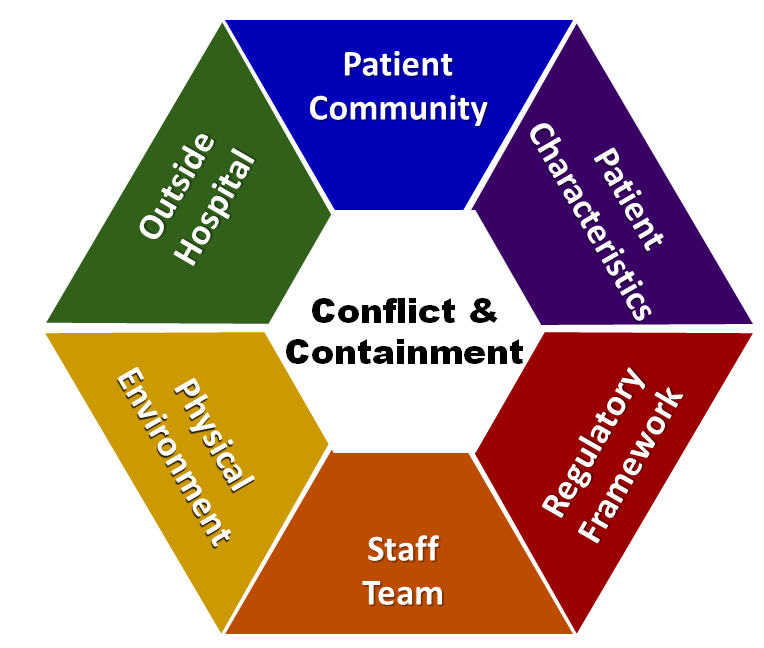 Patient
Community
Patient
Characteristics
Regulatory
Framework
Staff
Team
Physical
Environment
Outside
Hospital
Conflict &
Containment